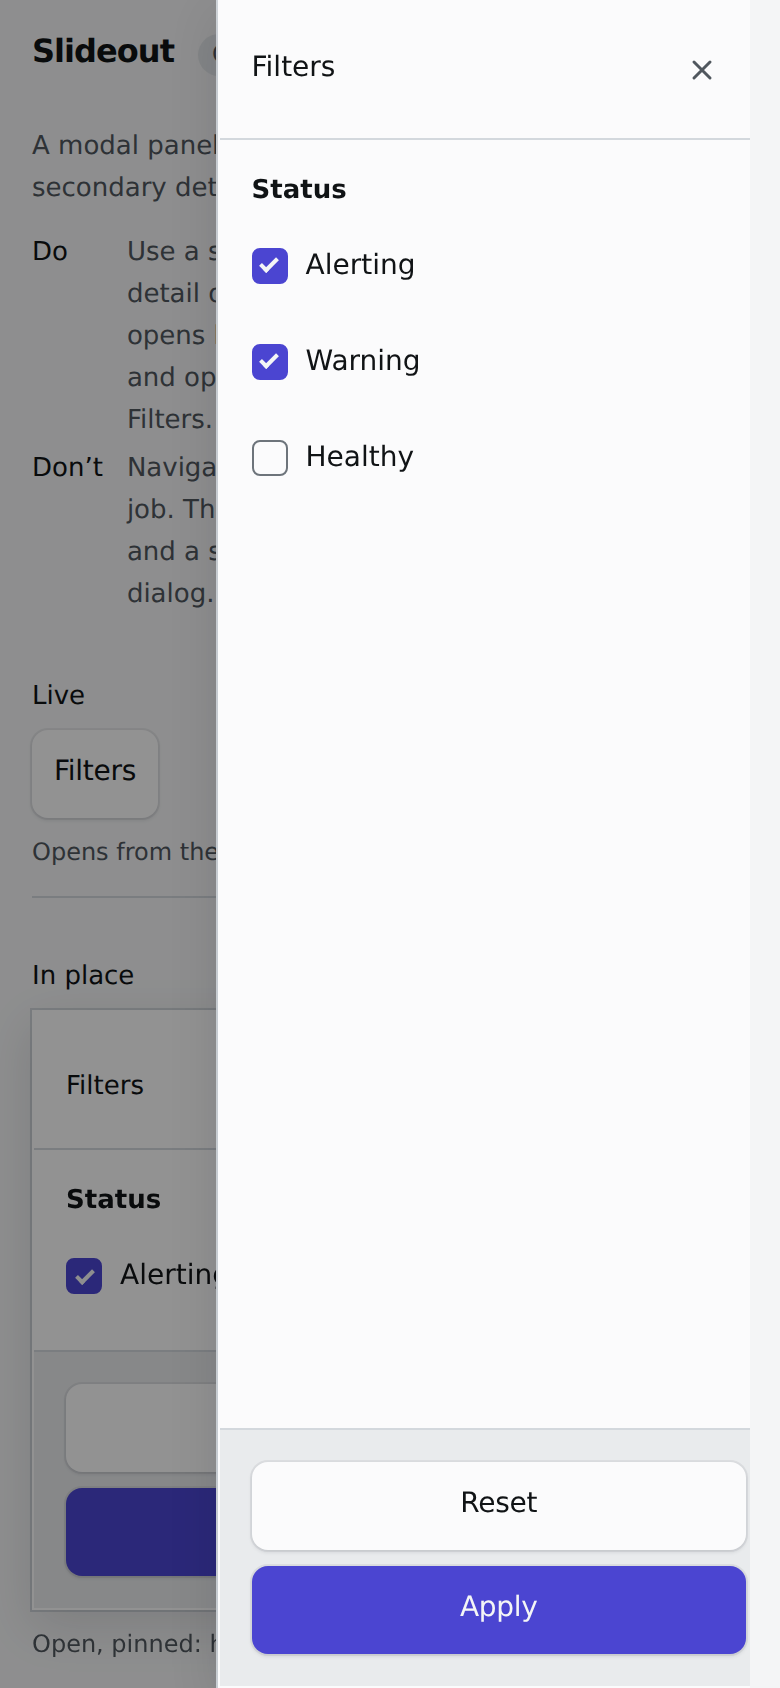 Slideout
A modal panel
secondary det
Do
Use a s
detail
opens
and op
Filters.
Don’t
Naviga
job. Th
and a s
dialog.
Live
Filters
Opens from the
In place
Filters
Status
Alerting
Open, pinned:
Filters
Status
Alerting
Warning
Healthy
Reset
Apply